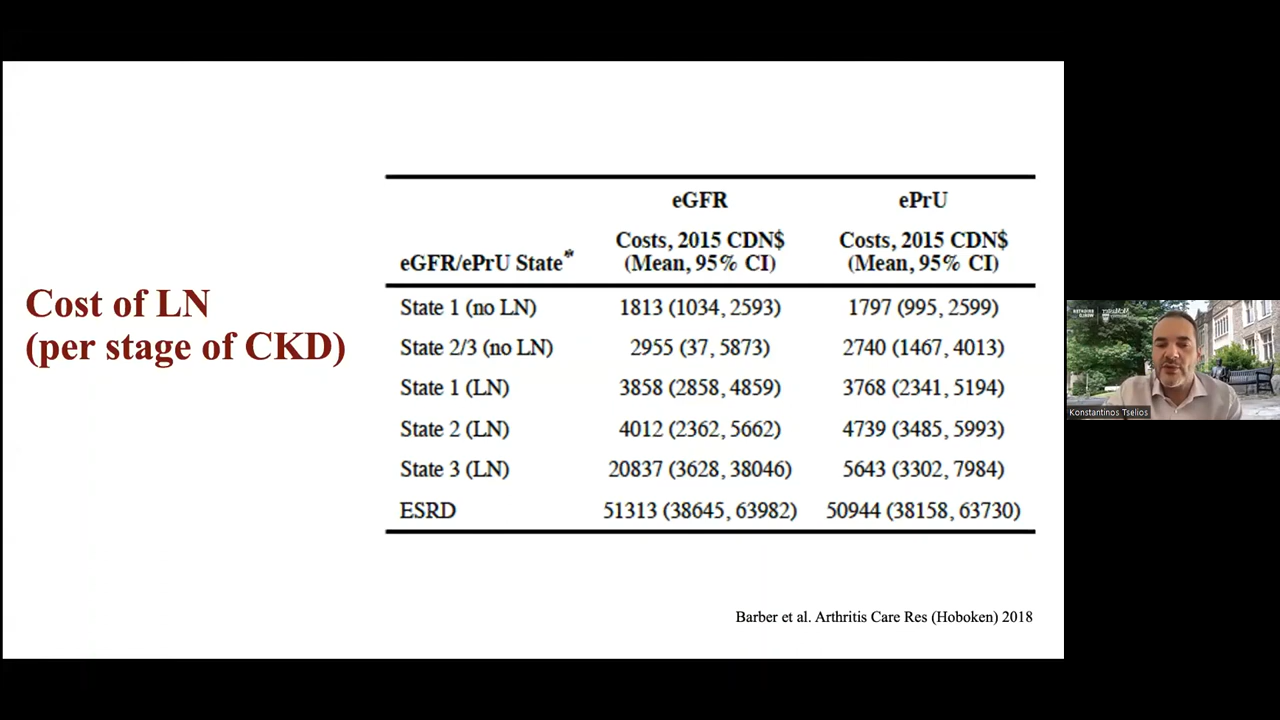 Cost of LN
(per stage of CKD)
eGFR ePrU
Costs, 2015 CDN$ Costs, 2015 CDN$
eGFR/ePrU State* (Mean, 95% CI) (Mean, 95% CI)
State 1 (no LN) 1813 (1034, 2593) 1797 (995, 2599)
State 2/3 (no LN) 2955 (37, 5873) 2740 (1467, 4013)
State 1 (LN) 3858 (2858, 4859) 3768 (2341, 5194)
State 2 (LN) 4012 (2362, 5662) 4739 (3485, 5993)
State 3 (LN) 20837 (3628, 38046) 5643 (3302, 7984)
ESRD 51313 (38645, 63982) 50944 (38158, 63730)
Barber et al. Arthritis Care Res (Hoboken) 2018
Konstantinos Tselios